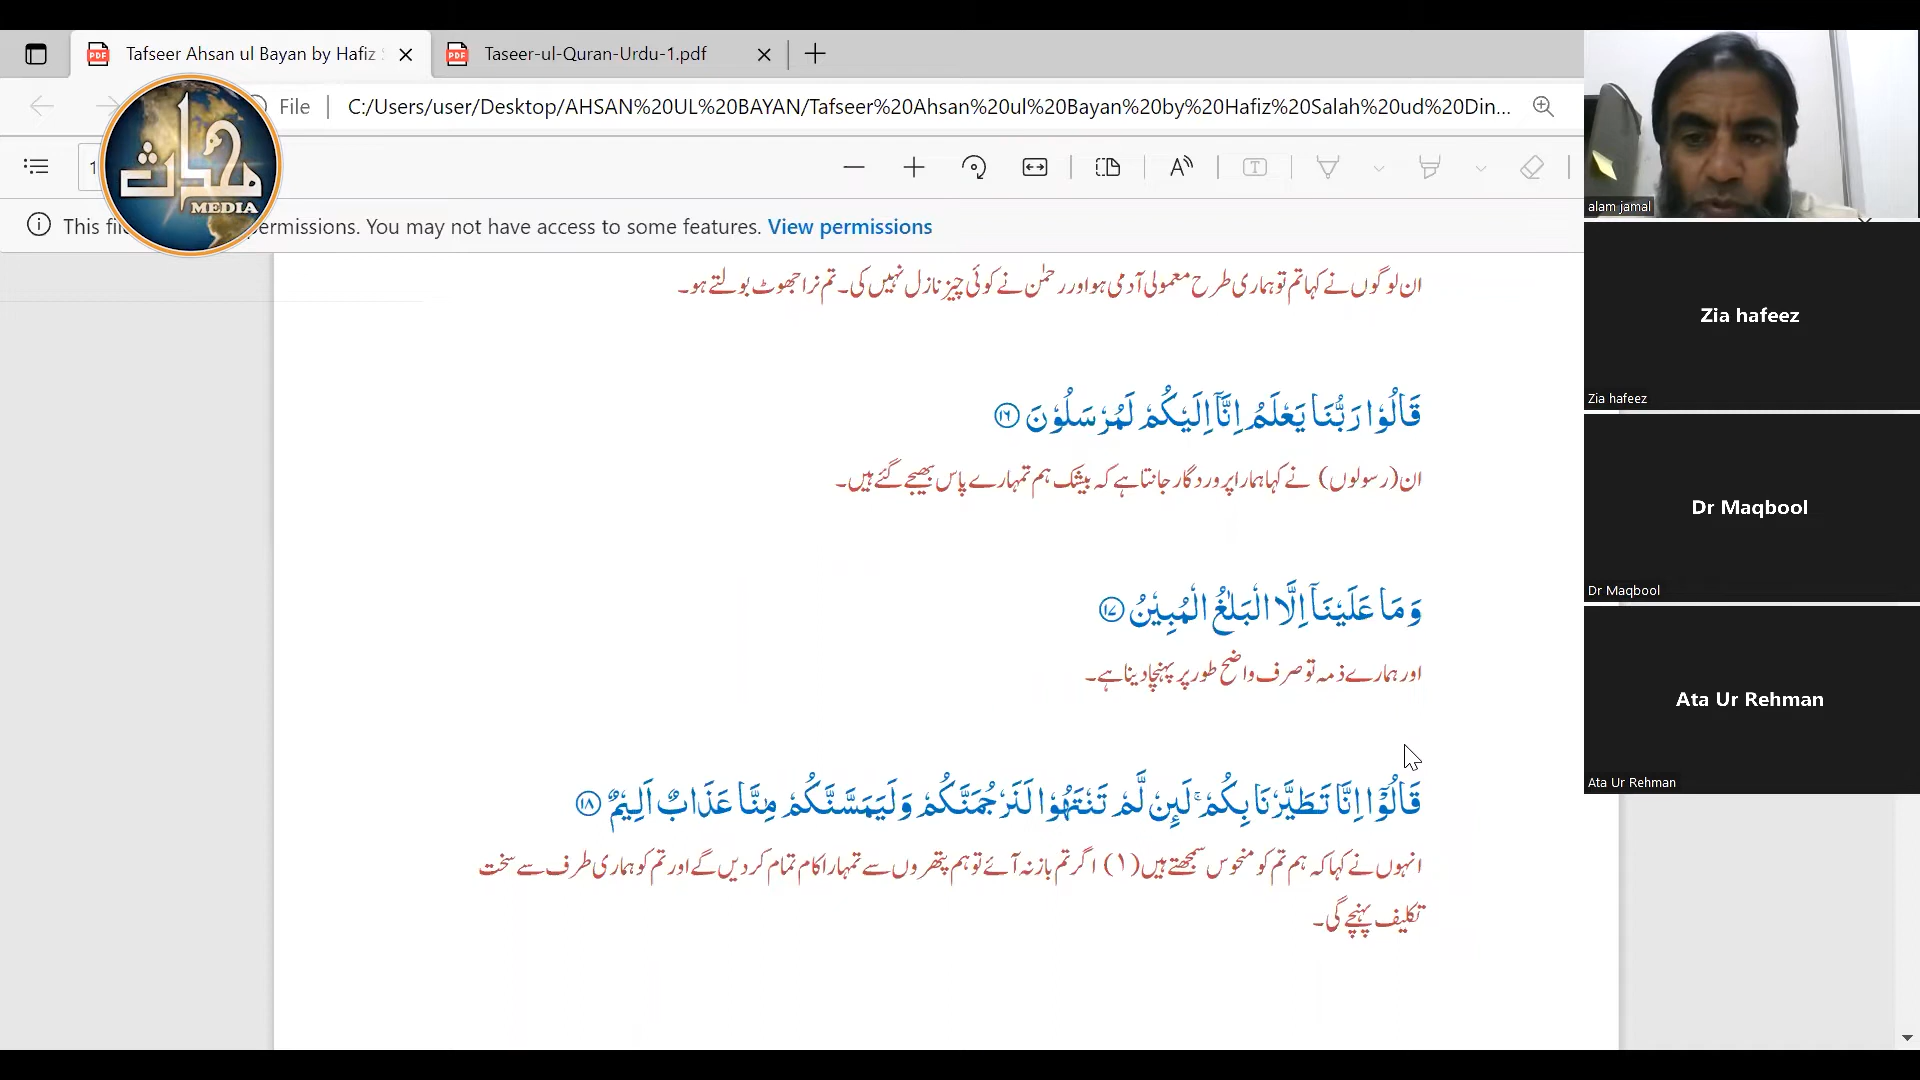 Tafseer Ahsan ul Bayan by Hafiz
Taseer-ul-Quran-Urdu-1.pdf
File
C:/Users/user/Desktop/AHSAN%20UL%20BAYAN/Tafseer%20Ahsan%20ul%20Bayan%20by%20Hafiz%20Salah%20ud%20Din...
1
محدث
MEDIA
This file permissions. You may not have access to some features. View permissions
ان لوگوں نے کہا تم تو ہماری طرح معمولی آدمی ہو اور رحمٰن نے کوئی چیز نازل نہیں کی۔ تم نرا جھوٹ بولتے ہو۔
قَالُوْا رَبُّنَا يَعْلَمُ اِنَّآ اِلَيْكُمْ لَمُرْسَلُوْنَ ۝١٦
ان (رسولوں) نے کہا ہمارا پروردگار جانتا ہے کہ بیشک ہم تمہارے پاس بھیجے گئے ہیں۔
وَمَا عَلَيْنَآ اِلَّا الْبَلٰغُ الْمُبِيْنُ ۝١٧
اور ہمارے ذمہ تو صرف واضح طور پر پہنچا دینا ہے۔
قَالُوْٓا اِنَّا تَطَيَّرْنَا بِكُمْ ۚ لَىِٕنْ لَّمْ تَنْتَهُوْا لَنَرْجُمَنَّكُمْ وَلَيَمَسَّنَّكُمْ مِّنَّا عَذَابٌ اَلِيْمٌ ۝١٨
انہوں نے کہا کہ ہم تم کو منحوس سمجھتے ہیں (۱) اگر تم باز نہ آئے تو ہم پتھروں سے تمہارا کام تمام کر دیں گے اور تم کو ہماری طرف سے سخت
تکلیف پہنچے گی۔
alam jamal
Zia hafeez
Zia hafeez
Dr Maqbool
Dr Maqbool
Ata Ur Rehman
Ata Ur Rehman